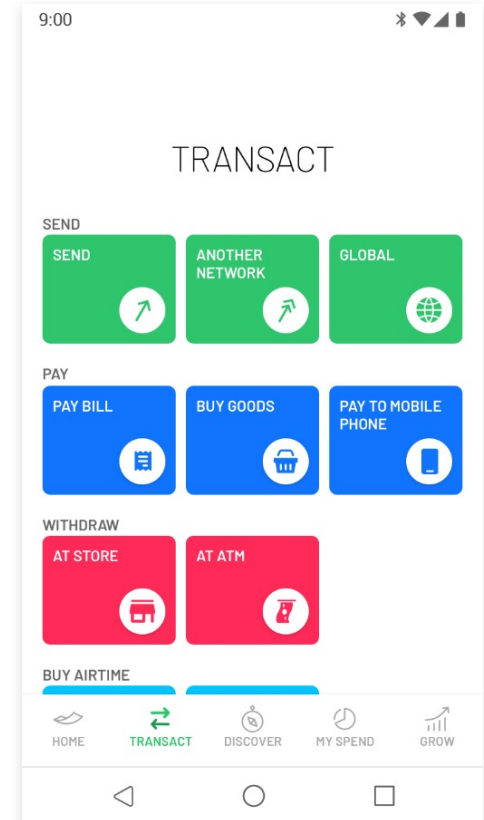 9:00
TRANSACT
SEND
SEND
ANOTHER
NETWORK
GLOBAL
PAY
PAY BILL
BUY GOODS
PAY TO MOBILE
PHONE
WITHDRAW
AT STORE
AT ATM
BUY AIRTIME
HOME
TRANSACT
DISCOVER
MY SPEND
GROW